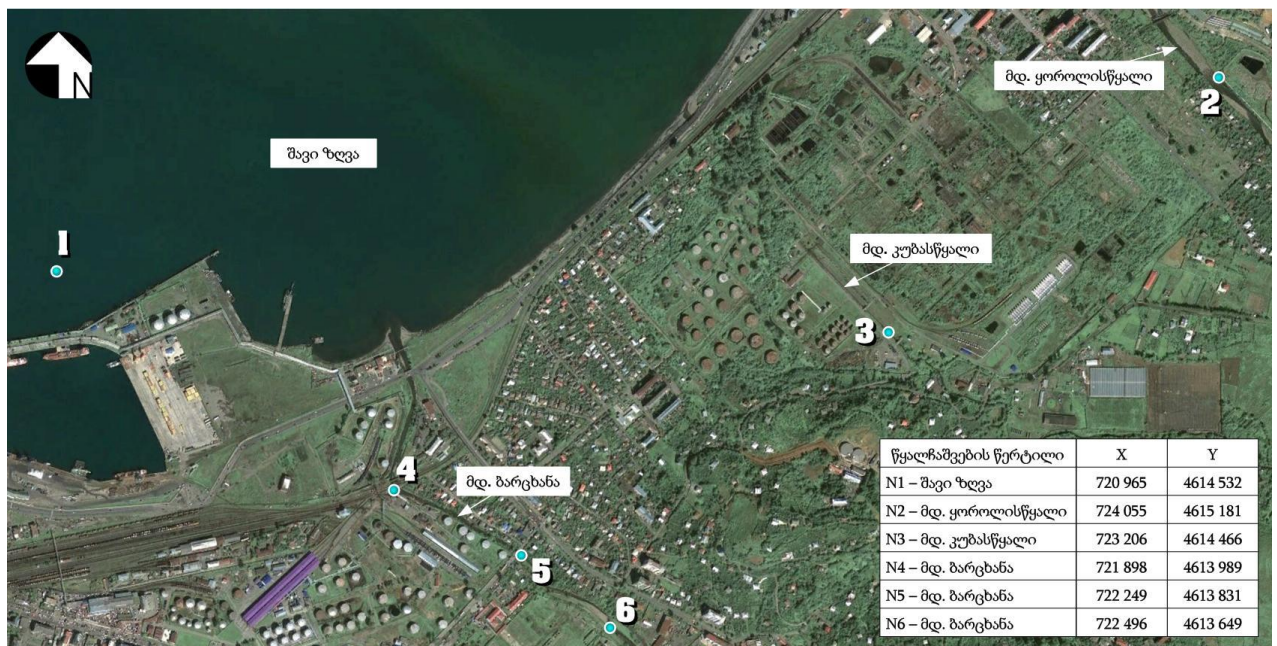 N
შავი ზღვა
მდ. ყოროლისწყალი
2
1
მდ. კუბასწყალი
3
4
მდ. ბარცხანა
5
6
წყალჩაშვების წერტილი X Y
N1 – შავი ზღვა 720 965 4614 532
N2 – მდ. ყოროლისწყალი 724 055 4615 181
N3 – მდ. კუბასწყალი 723 206 4614 466
N4 – მდ. ბარცხანა 721 898 4613 989
N5 – მდ. ბარცხანა 722 249 4613 831
N6 – მდ. ბარცხანა 722 496 4613 649